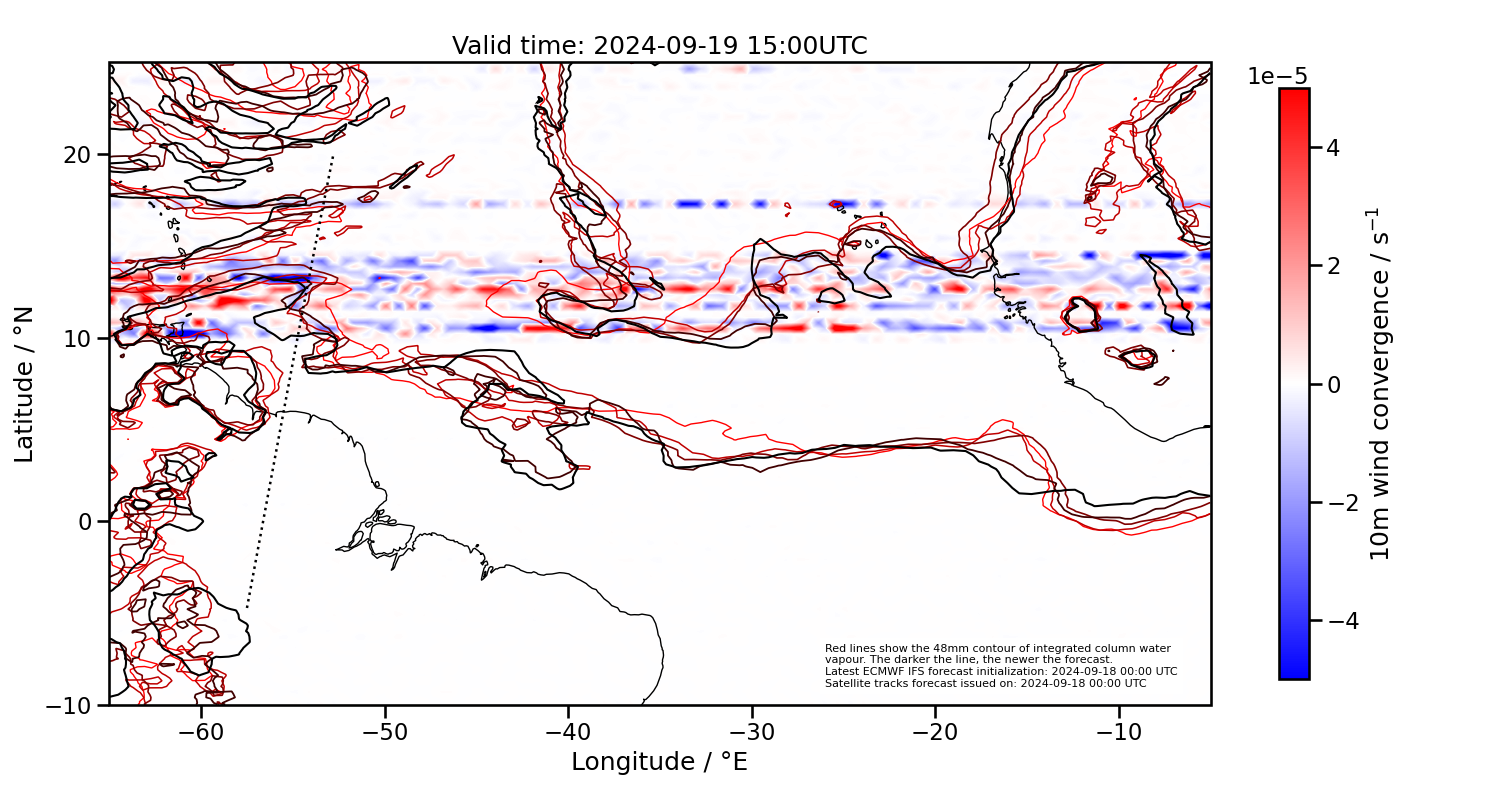 Valid time: 2024-09-19 15:00UTC
1e−5
20
10
0
−10
Latitude / °N
−60
−50
−40
−30
−20
−10
Longitude / °E
4
2
0
−2
−4
10m wind convergence / s⁻¹
Red lines show the 48mm contour of integrated column water
vapour. The darker the line, the newer the forecast.
Latest ECMWF IFS forecast initialization: 2024-09-18 00:00 UTC
Satellite tracks forecast issued on: 2024-09-18 00:00 UTC